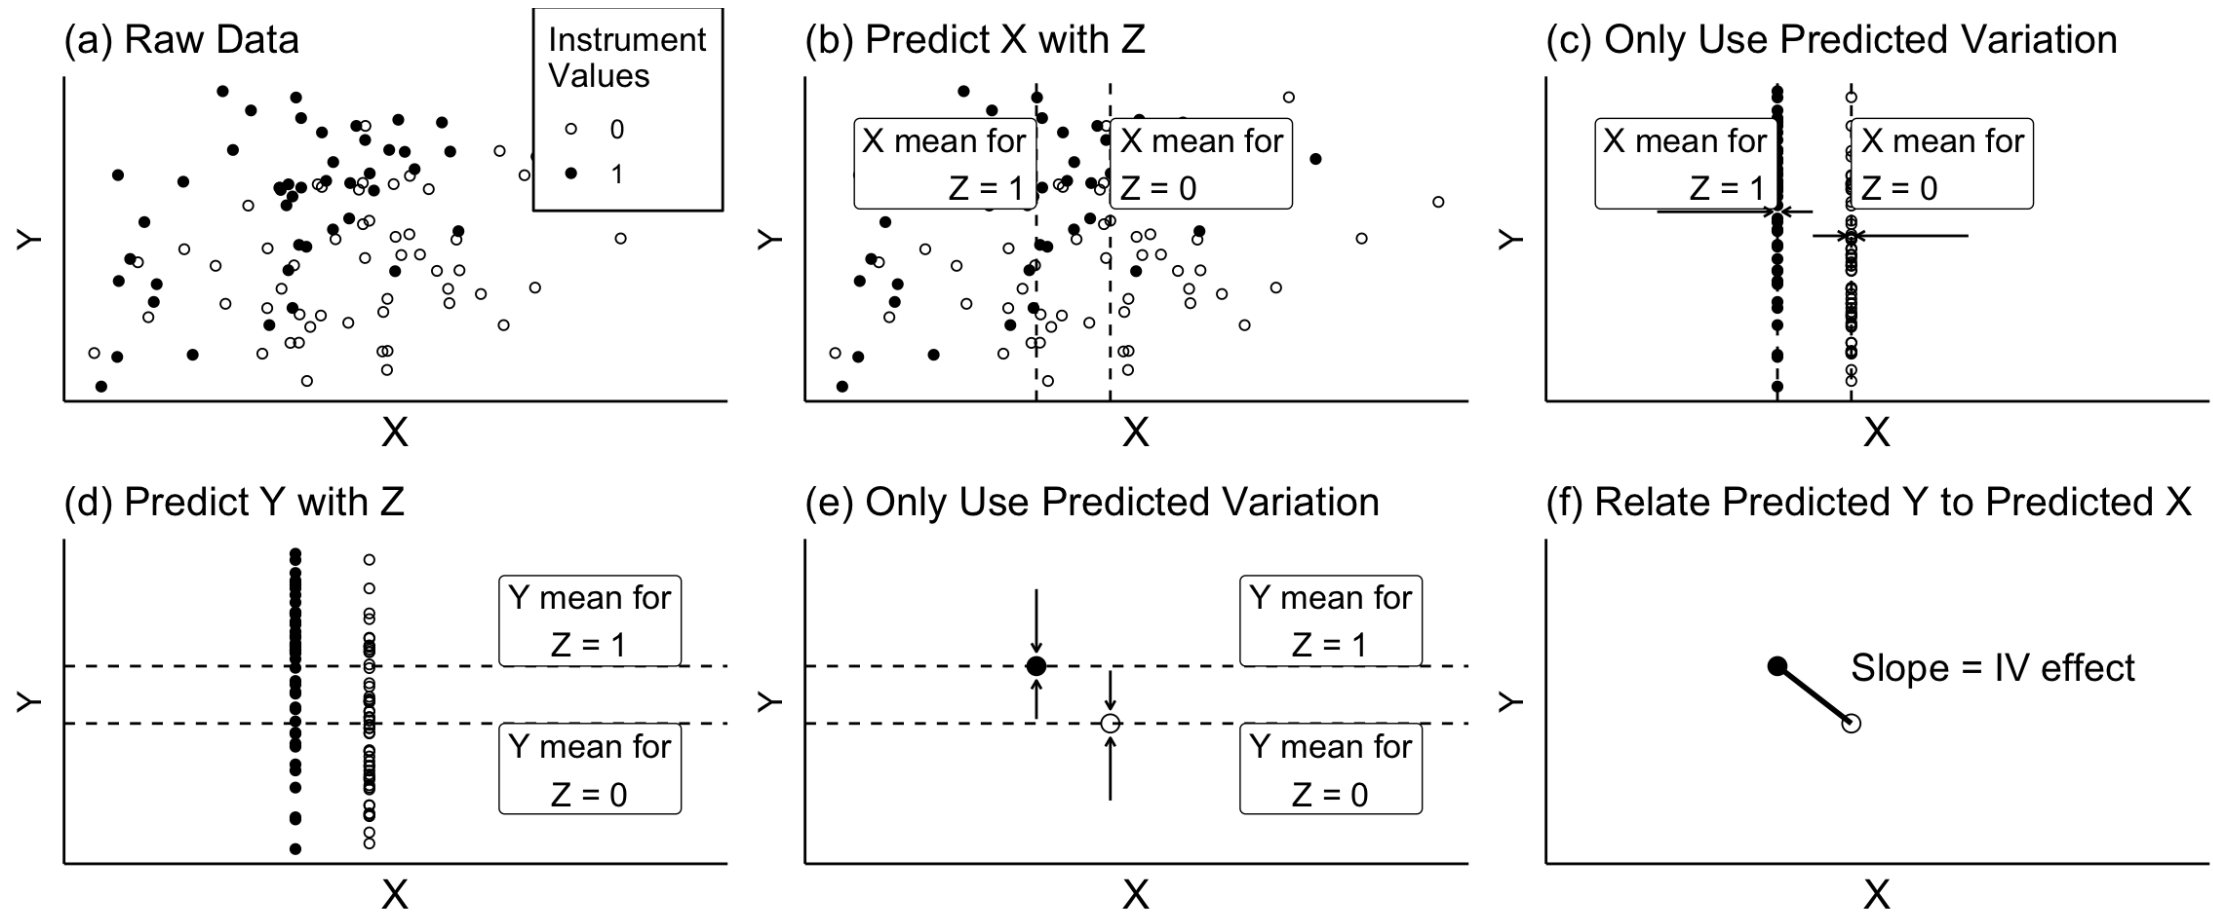 (a) Raw Data
Instrument
Values
0
1
Y
X
(b) Predict X with Z
X mean for
Z = 1
X mean for
Z = 0
Y
X
(c) Only Use Predicted Variation
X mean for
Z = 1
X mean for
Z = 0
Y
X
(d) Predict Y with Z
Y mean for
Z = 1
Y mean for
Z = 0
Y
X
(e) Only Use Predicted Variation
Y mean for
Z = 1
Y mean for
Z = 0
Y
X
(f) Relate Predicted Y to Predicted X
Slope = IV effect
Y
X